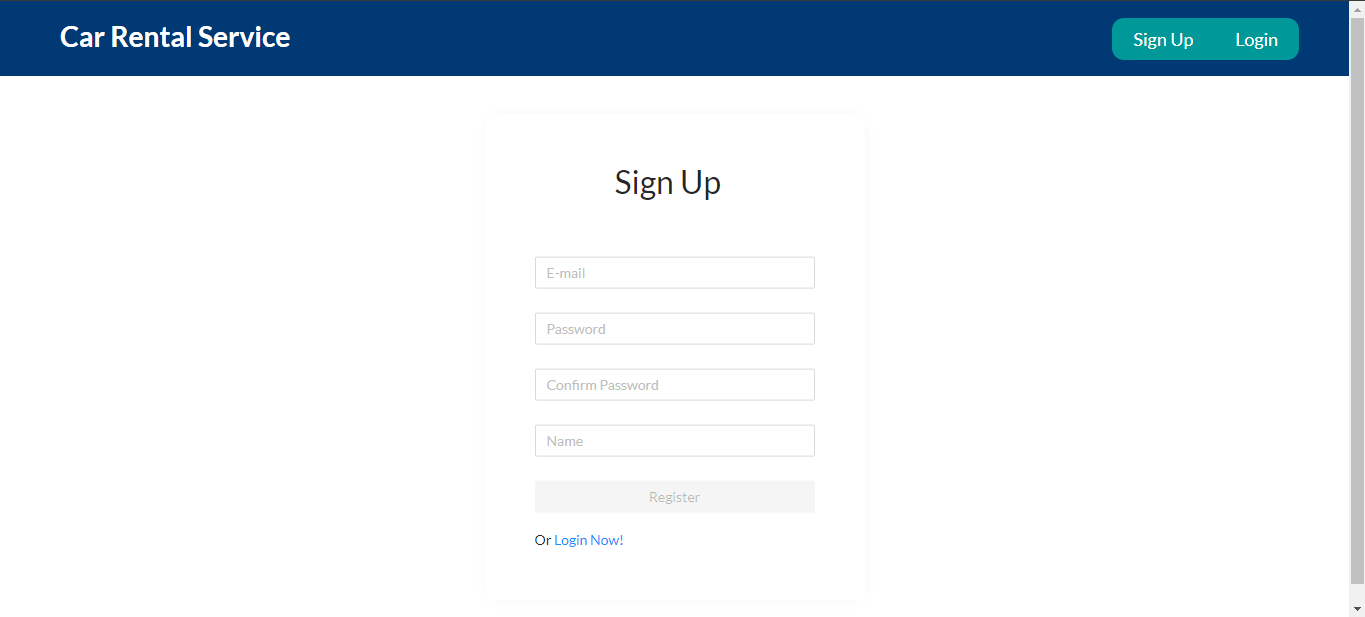 Car Rental Service
Sign Up Login
Sign Up
E-mail
Password
Confirm Password
Name
Register
Or Login Now!